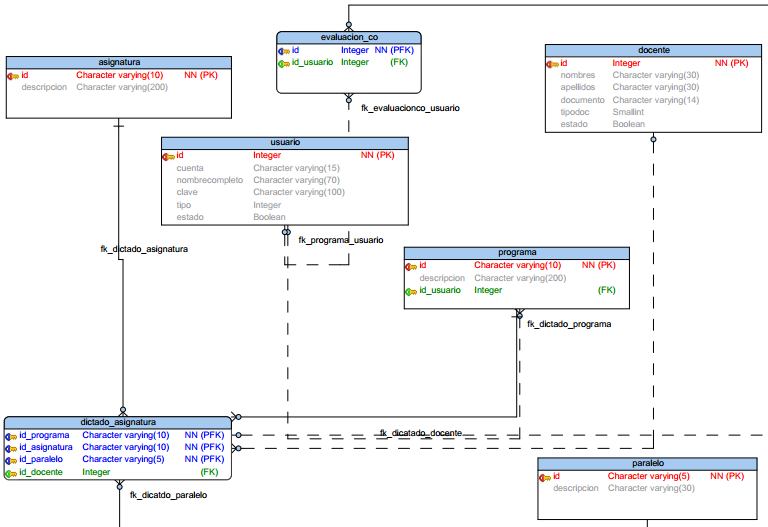 evaluacion_co
id Integer NN (PFK)
id_usuario Integer (FK)
fk_evaluacionco_usuario
asignatura
id Character varying(10) NN (PK)
descripcion Character varying(200)
docente
id Integer NN (PK)
nombres Character varying(30)
apellidos Character varying(30)
documento Character varying(14)
tipodoc Smallint
estado Boolean
usuario
id Integer NN (PK)
cuenta Character varying(15)
nombrecompleto Character varying(70)
clave Character varying(100)
tipo Integer
estado Boolean
fk_programa_usuario
fk_dictado_asignatura
programa
id Character varying(10) NN (PK)
descripcion Character varying(200)
id_usuario Integer (FK)
fk_dictado_programa
dictado_asignatura
id_programa Character varying(10) NN (PFK)
id_asignatura Character varying(10) NN (PFK)
id_paralelo Character varying(5) NN (PFK)
id_docente Integer (FK)
fk_dicatado_docente
fk_dicatdo_paralelo
paralelo
id Character varying(5) NN (PK)
descripcion Character varying(30)